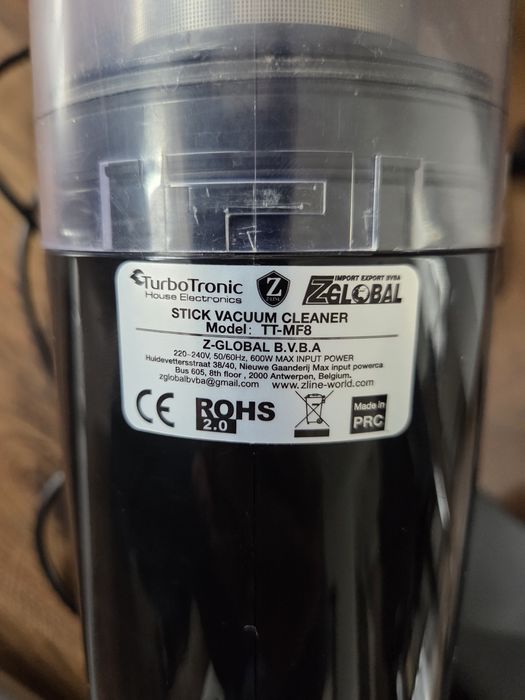 TurboTronic
House Electronics
Z
ZLINE
IMPORT EXPORT BVBA
ZGLOBAL
STICK VACUUM CLEANER
Model: TT-MF8
Z-GLOBAL B.V.B.A
220-240V, 50/60Hz, 600W MAX INPUT POWER
Huidevettersstraat 38/40, Nieuwe Gaanderij Max input powerca
Bus 605, 8th floor , 2000 Antwerpen, Belgium.
zglobalbvba@gmail.com www.zline-world.com
CE ROHS 2.0 Made in PRC